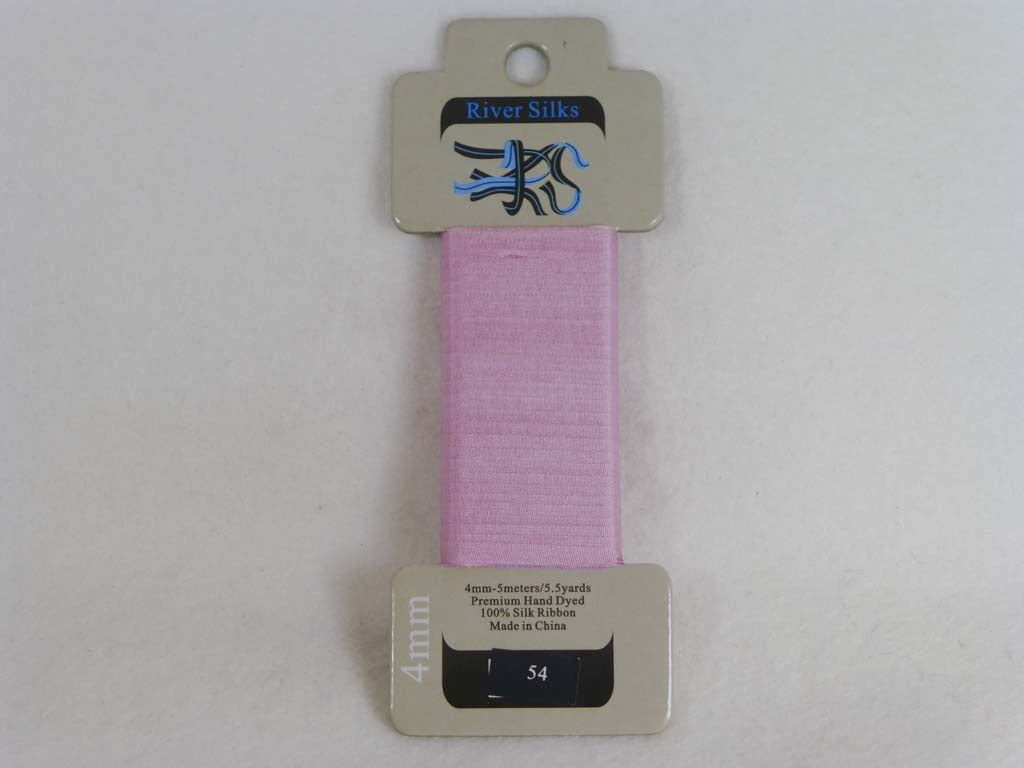 River Silks
4mm-5meters/5.5yards
Premium Hand Dyed
100% Silk Ribbon
Made in China
4mm
54